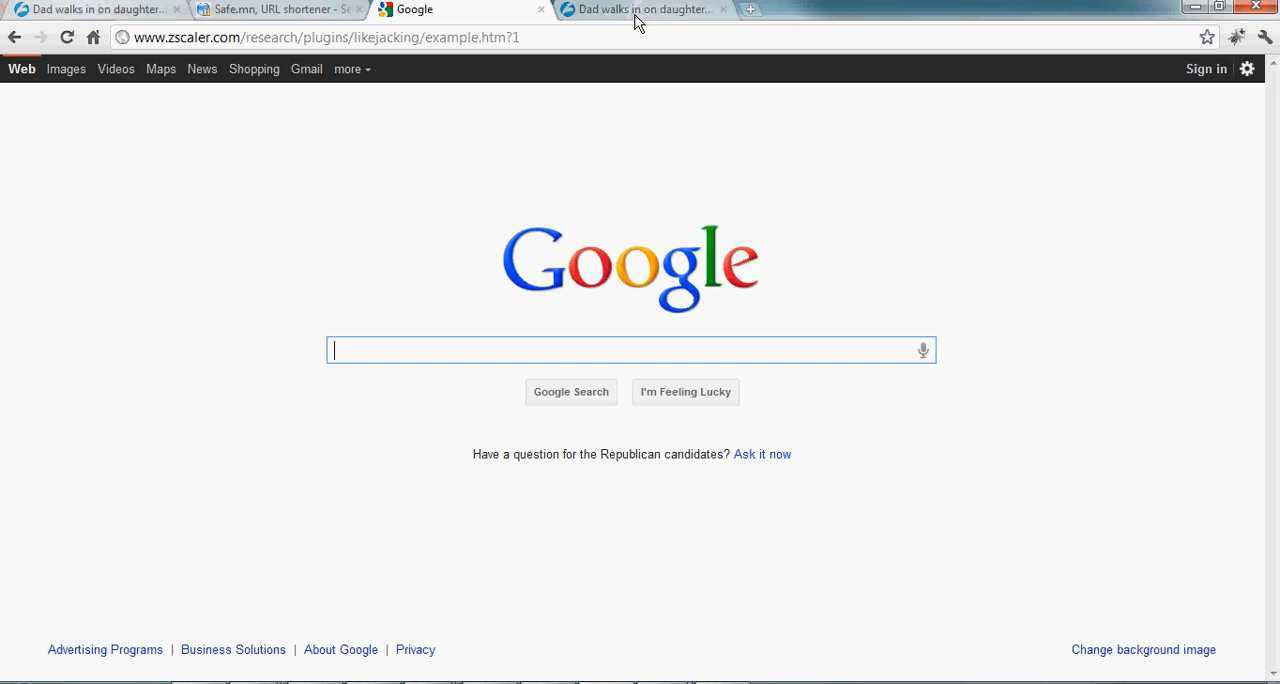 Dad walks in on daughter... Safe.mn, URL shortener - Se Google Dad walks in on daughter...
www.zscaler.com/research/plugins/likejacking/example.htm?1
Web Images Videos Maps News Shopping Gmail more Sign in
Google
Google Search I'm Feeling Lucky
Have a question for the Republican candidates? Ask it now
Advertising Programs | Business Solutions | About Google | Privacy Change background image